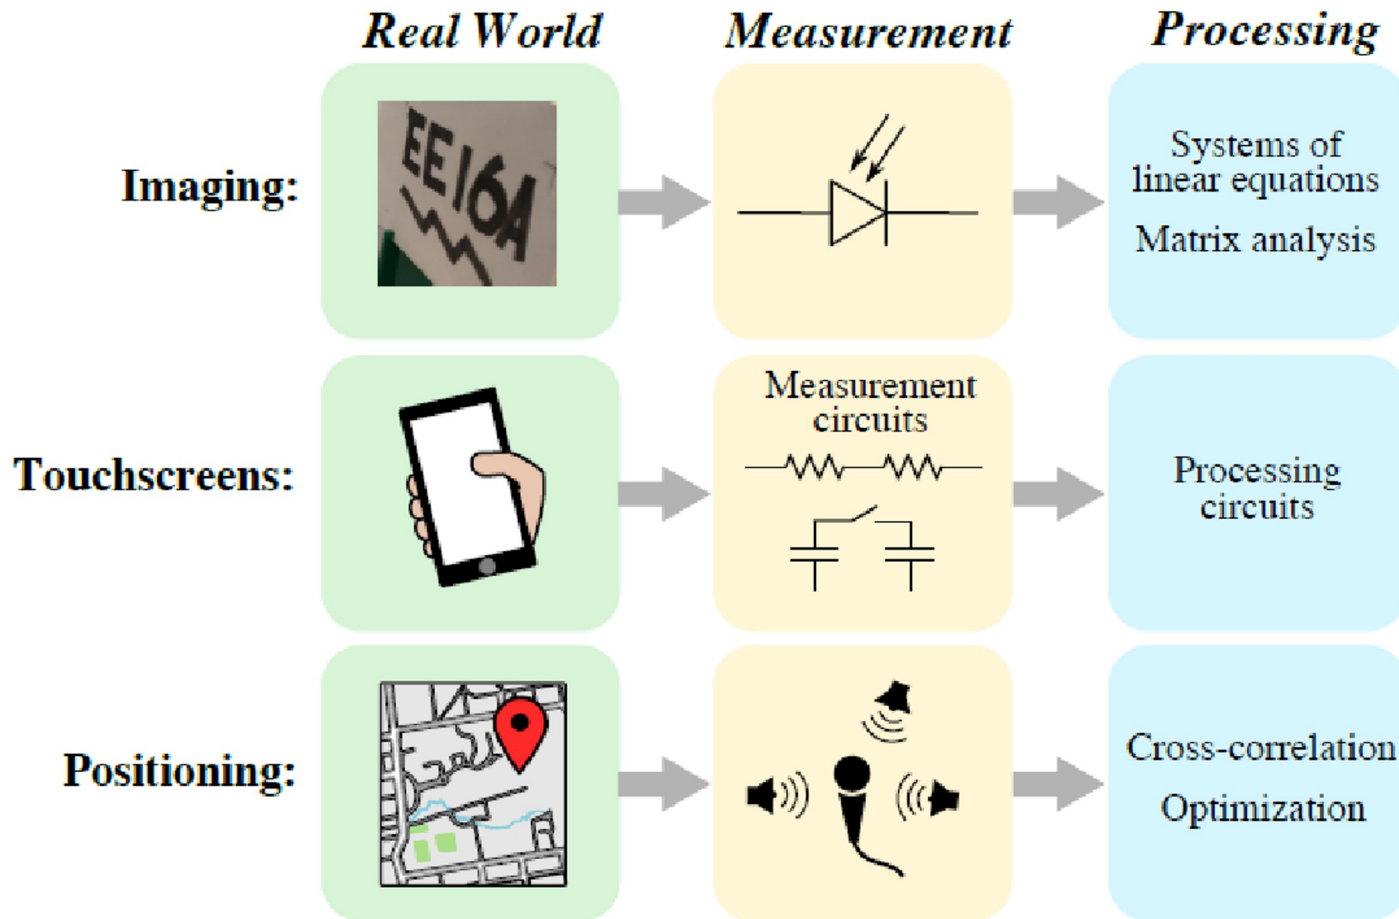 Real World
Measurement
Processing
Imaging:
EE16A
Systems of
linear equations
Matrix analysis
Touchscreens:
Measurement
circuits
Processing
circuits
Positioning:
Cross-correlation
Optimization